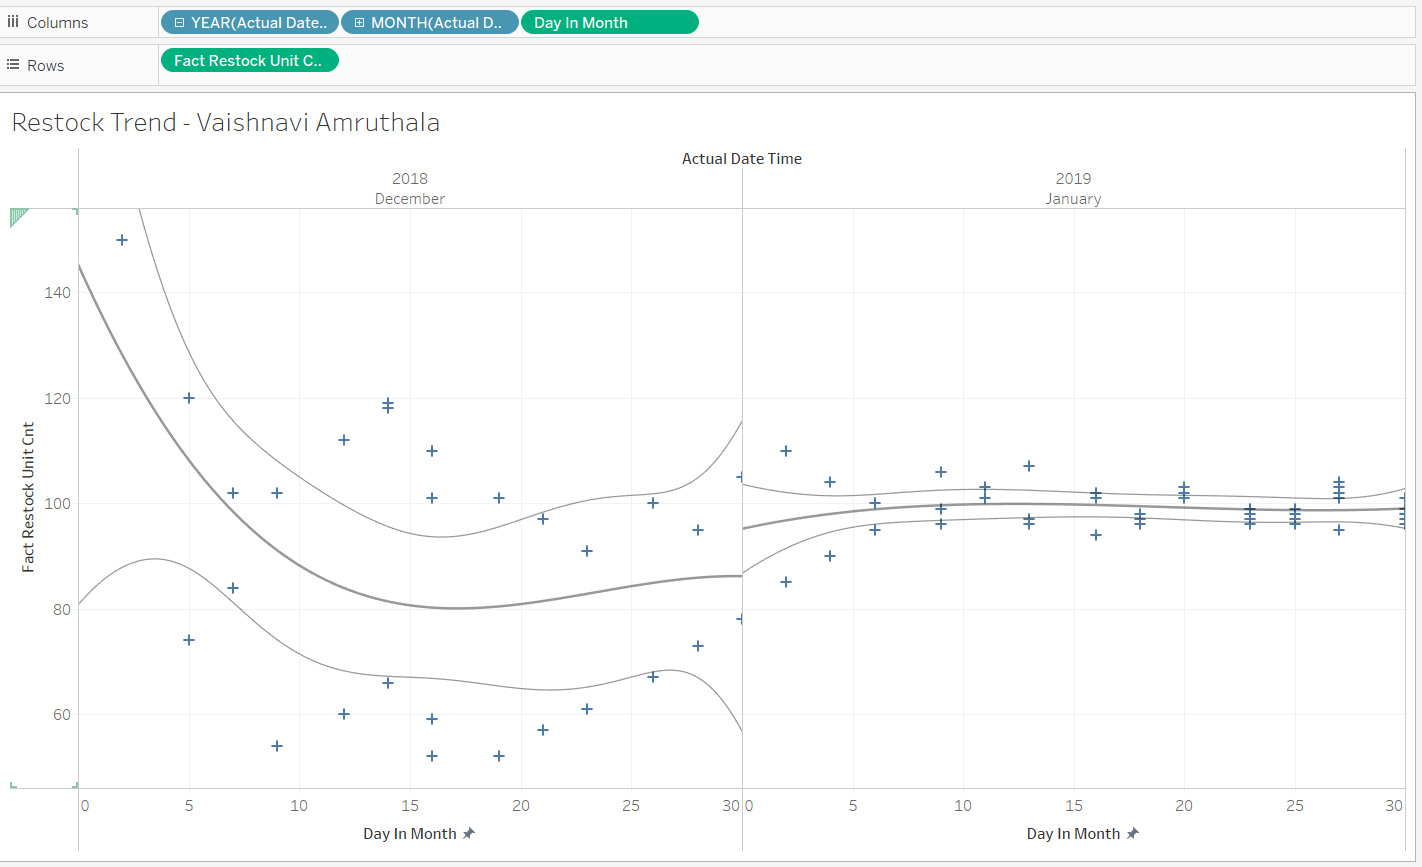 Columns YEAR(Actual Date.. MONTH(Actual D.. Day In Month
Rows Fact Restock Unit C..
Restock Trend - Vaishnavi Amruthala
Actual Date Time
2018 2019
December January
Fact Restock Unit Cnt
140
120
100
80
60
0 5 10 15 20 25 30 0 5 10 15 20 25 30
Day In Month Day In Month